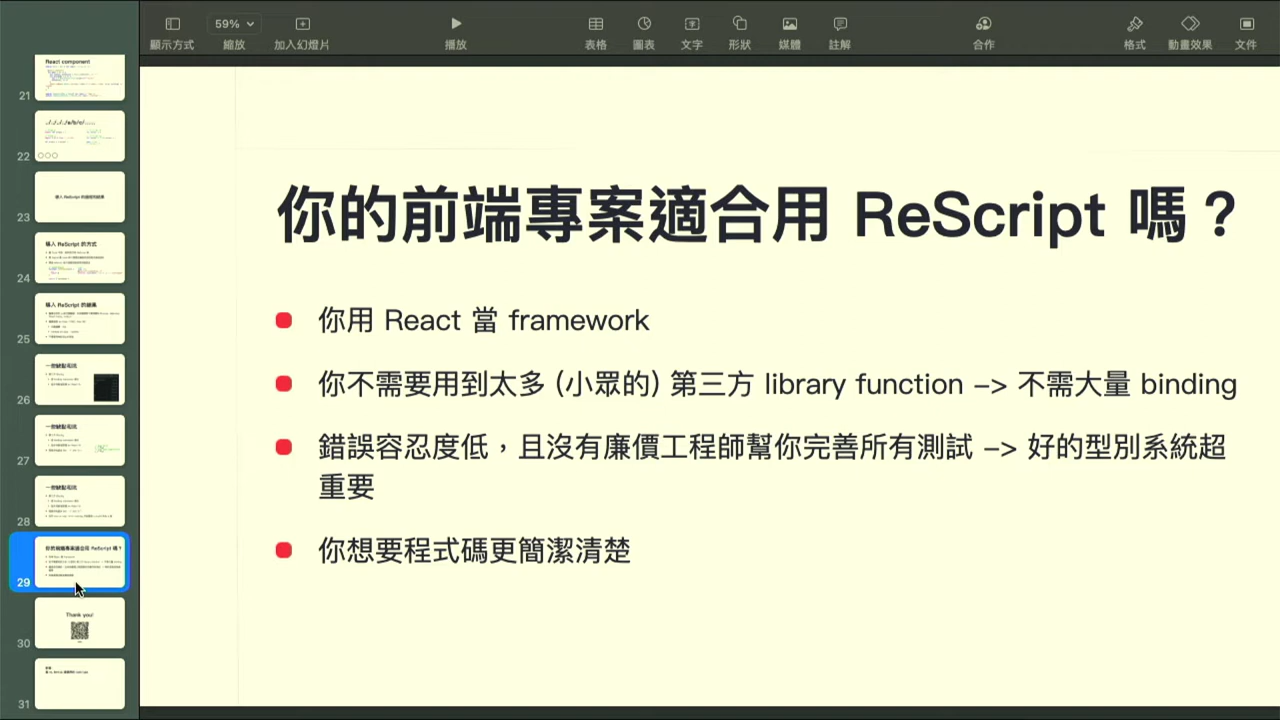 59%
顯示方式
縮放
加入幻燈片
播放
表格
圖表
文字
形狀
媒體
註解
合作
格式
動畫效果
文件
React component
21
../../../../a/b/c/.....
22
導入 ReScript 的過程與結果
23
導入 ReScript 的方式
24
導入 ReScript 的結果
25
一些缺點和坑
26
一些缺點和坑
27
一些缺點和坑
28
你的前端專案適合用 ReScript 嗎？
29
Thank you!
30
31
你的前端專案適合用 ReScript 嗎？
你用 React 當 framework
你不需要用到太多 (小眾的) 第三方 library function -> 不需大量 binding
錯誤容忍度低，且沒有廉價工程師幫你完善所有測試 -> 好的型別系統超
重要
你想要程式碼更簡潔清楚